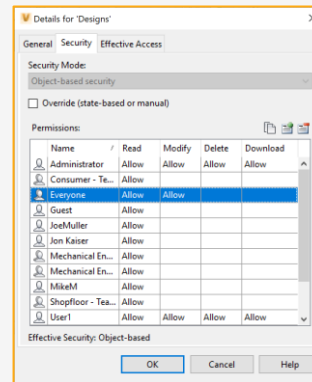 Details for 'Designs'
General Security Effective Access
Security Mode:
Object-based security
Override (state-based or manual)
Permissions:
Name / Read Modify Delete Download
Administrator Allow Allow Allow Allow
Consumer - Te... Allow
Everyone Allow Allow
Guest Allow
JoeMuller Allow
Jon Kaiser Allow
Mechanical En... Allow
Mechanical En... Allow
MikeM Allow
Shopfloor - Tea... Allow
User1 Allow Allow Allow Allow
Effective Security: Object-based
OK Cancel Help